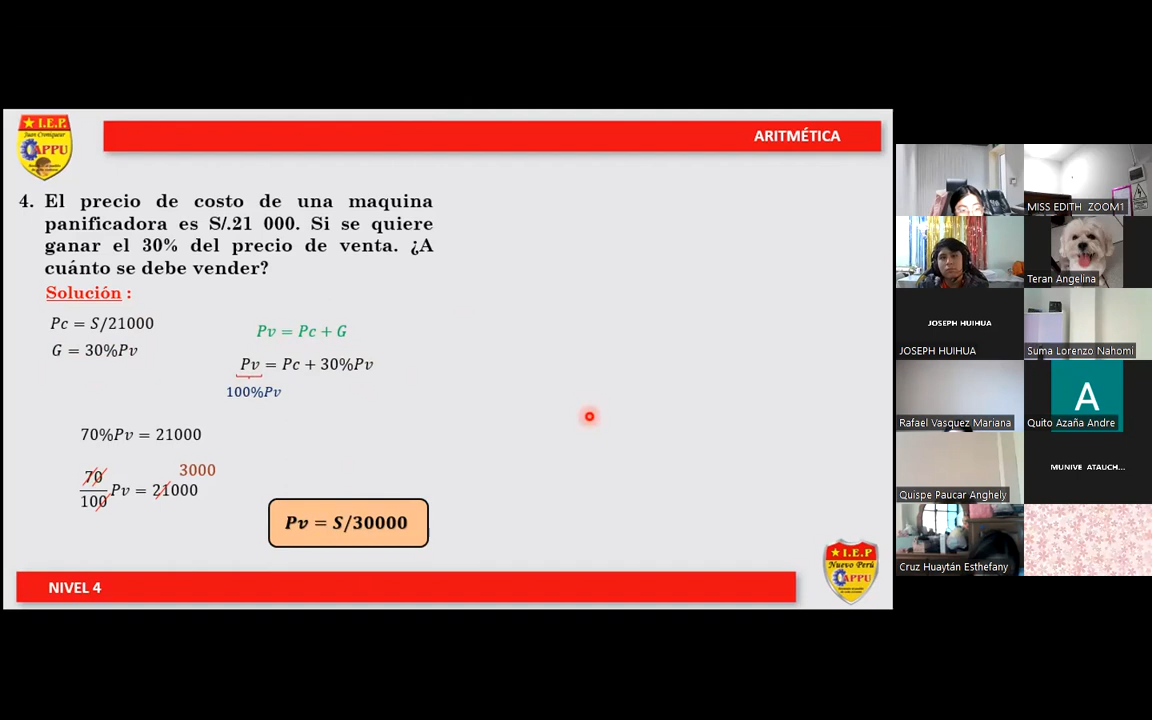 I.E.P.
Juan Croniqueur
APPU
ARITMÉTICA
4. El precio de costo de una maquina
panificadora es S/.21 000. Si se quiere
ganar el 30% del precio de venta. ¿A
cuánto se debe vender?
Solución :
Pc = S/21000
G = 30%Pv
Pv = Pc + G
Pv = Pc + 30%Pv
100%Pv
70%Pv = 21000
3000
70
100
Pv = 21000
Pv = S/30000
NIVEL 4
I.E.P
Nuevo Perú
APPU
MISS EDITH ZOOM1
Teran Angelina
JOSEPH HUIHUA
JOSEPH HUIHUA
Suma Lorenzo Nahomi
Rafael Vasquez Mariana
A
Quito Azaña Andre
Quispe Paucar Anghely
MUNIVE ATAUCH...
Cruz Huaytán Esthefany